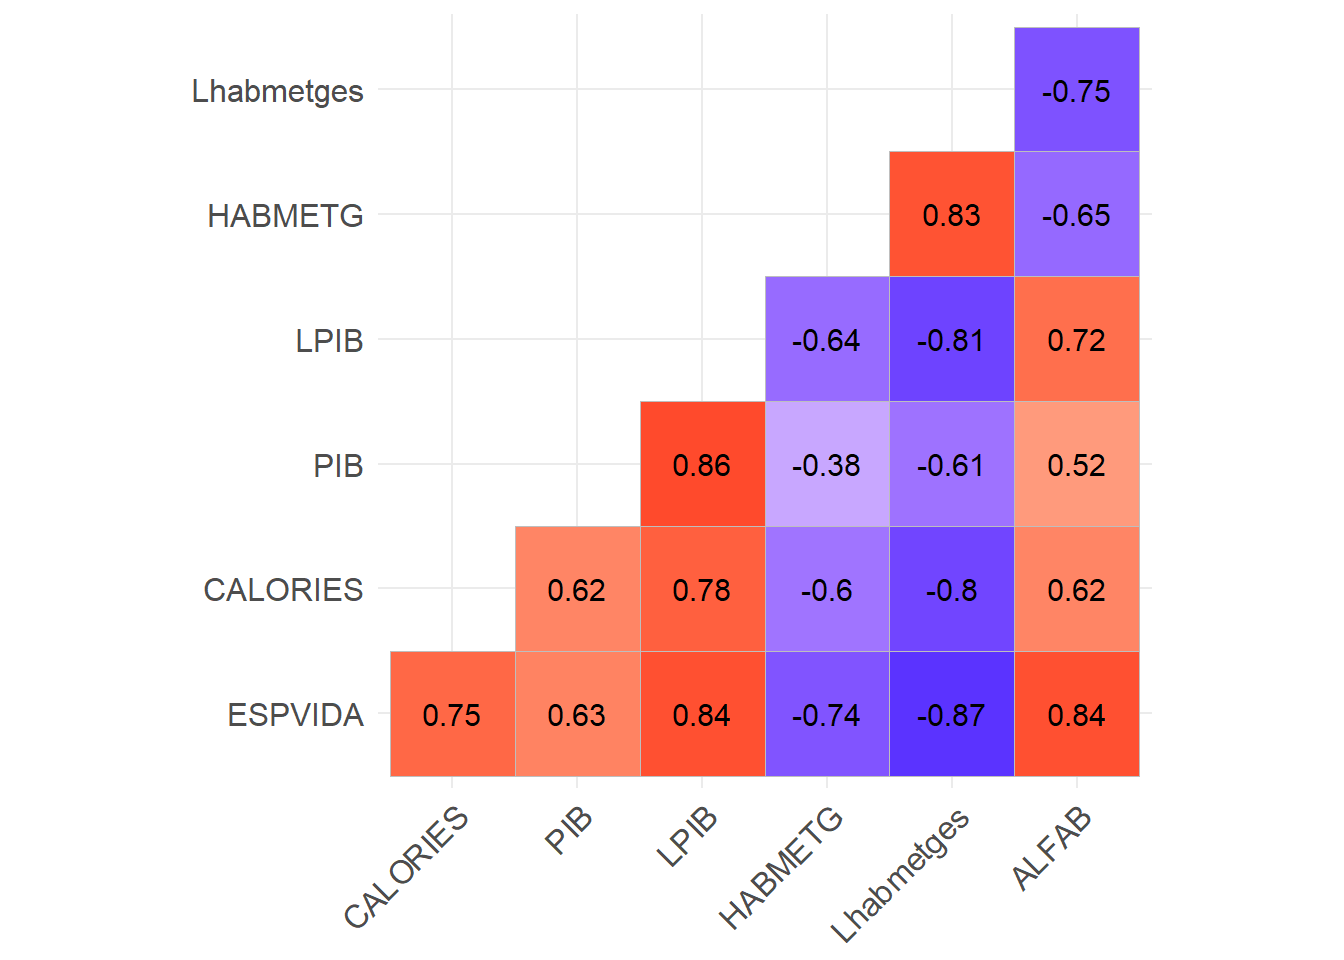 Lhabmetges -0.75
HABMETG 0.83 -0.65
LPIB -0.64 -0.81 0.72
PIB 0.86 -0.38 -0.61 0.52
CALORIES 0.62 0.78 -0.6 -0.8 0.62
ESPVIDA 0.75 0.63 0.84 -0.74 -0.87 0.84
CALORIES PIB LPIB HABMETG Lhabmetges ALFAB